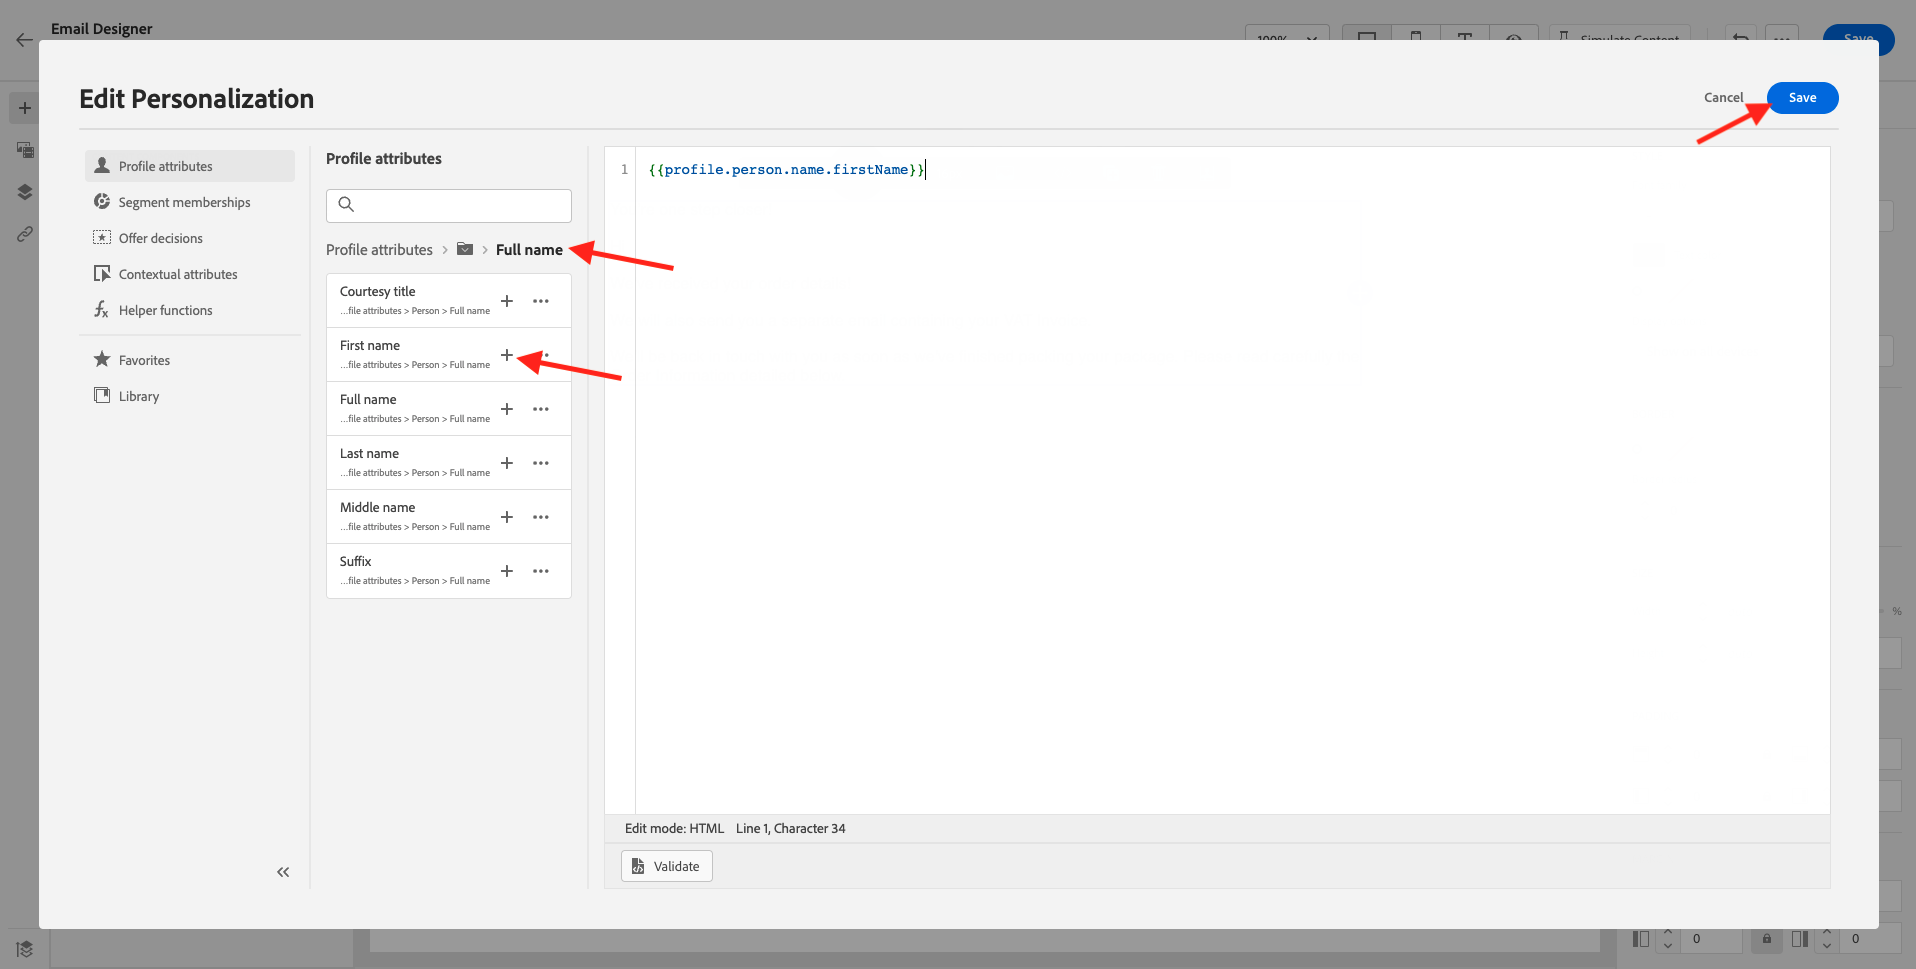 Email Designer
100%
Simulate Content
Save
Edit Personalization
Cancel
Save
Profile attributes
Segment memberships
Offer decisions
Contextual attributes
Helper functions
Favorites
Library
Profile attributes
Profile attributes > > Full name
Courtesy title
...file attributes > Person > Full name
First name
...file attributes > Person > Full name
Full name
...file attributes > Person > Full name
Last name
...file attributes > Person > Full name
Middle name
...file attributes > Person > Full name
Suffix
...file attributes > Person > Full name
1 {{profile.person.name.firstName}}
Edit mode: HTML Line 1, Character 34
Validate
%
0
0